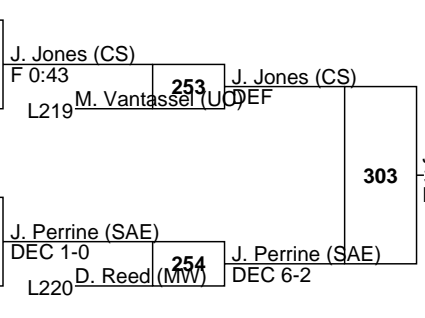 J. Jones (CS)
F 0:43
253
J. Jones (CS)
M. Vantassel (UC)
DEF
L219
303
J. Perrine (SAE)
DEC 1-0
254
J. Perrine (SAE)
D. Reed (MW)
DEC 6-2
L220